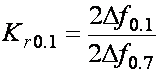 K_{r0.1} = \frac{2\Delta f_{0.1}}{2\Delta f_{0.7}}